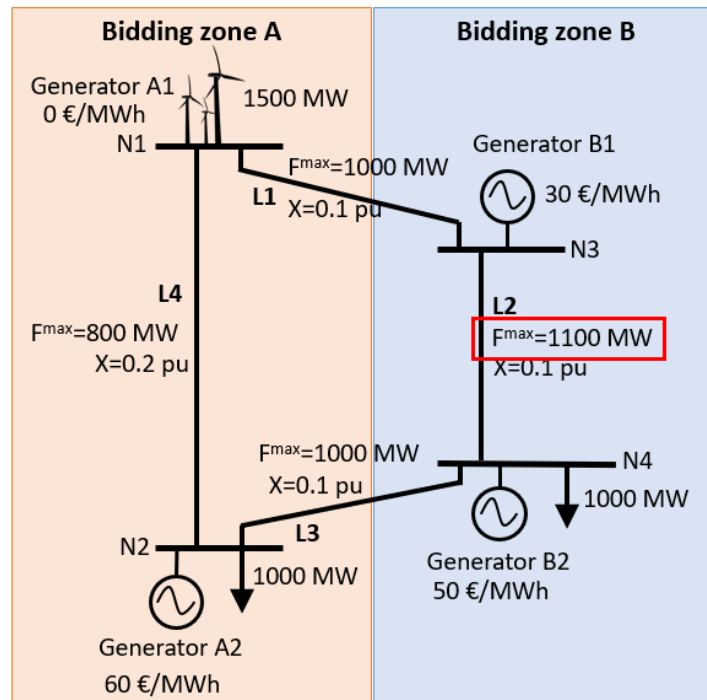 Bidding zone A
Bidding zone B
Generator A1
0 €/MWh
1500 MW
N1
Fmax=1000 MW
L1
X=0.1 pu
Generator B1
30 €/MWh
N3
L4
Fmax=800 MW
X=0.2 pu
L2
Fmax=1100 MW
X=0.1 pu
Fmax=1000 MW
X=0.1 pu
L3
N4
1000 MW
Generator B2
50 €/MWh
N2
1000 MW
Generator A2
60 €/MWh